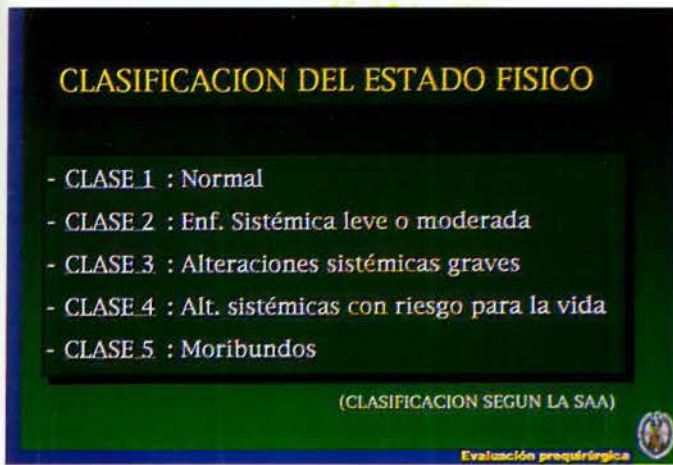 CLASIFICACION DEL ESTADO FISICO
- CLASE 1 : Normal
- CLASE 2 : Enf. Sistémica leve o moderada
- CLASE 3 : Alteraciones sistémicas graves
- CLASE 4 : Alt. sistémicas con riesgo para la vida
- CLASE 5 : Moribundos
(CLASIFICACION SEGUN LA SAA)
Evaluación prequirúrgica